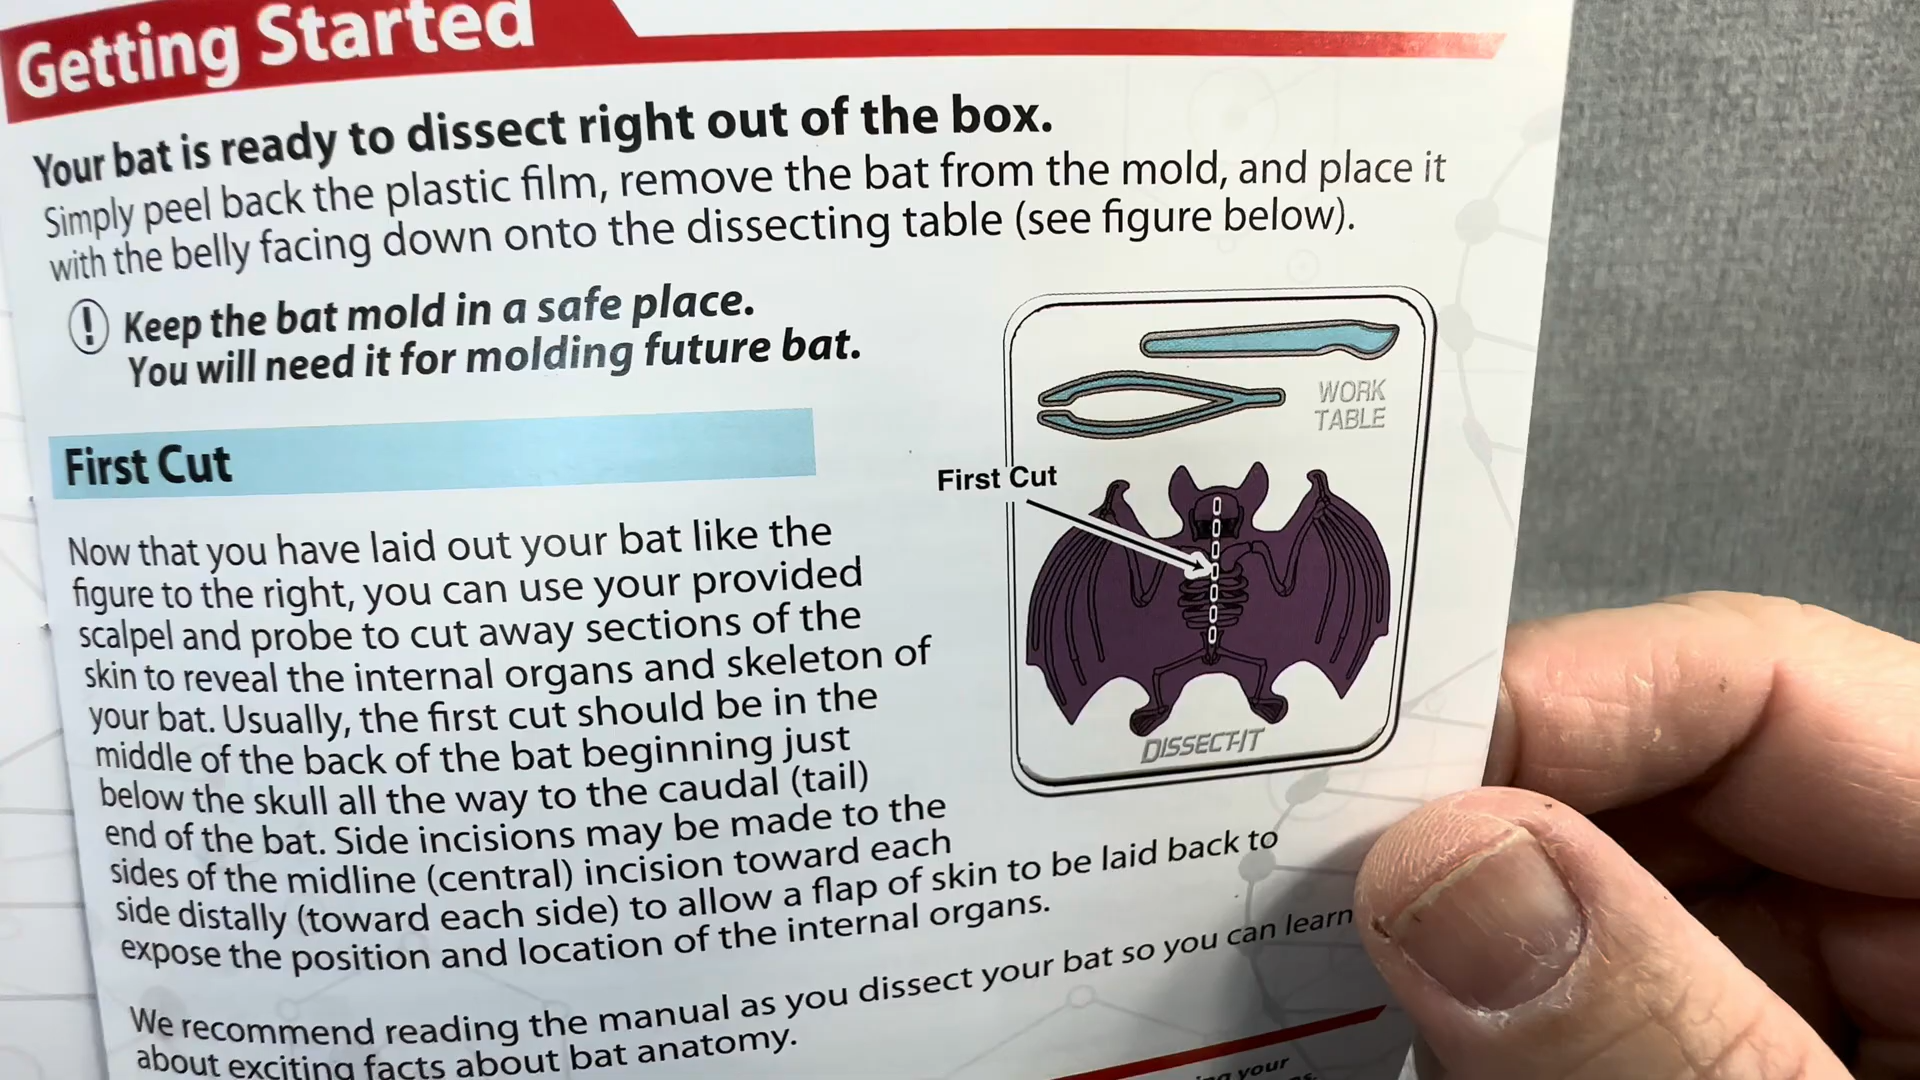 Getting Started
Your bat is ready to dissect right out of the box.
Simply peel back the plastic film, remove the bat from the mold, and place it
with the belly facing down onto the dissecting table (see figure below).
! Keep the bat mold in a safe place.
You will need it for molding future bat.
First Cut
Now that you have laid out your bat like the
figure to the right, you can use your provided
scalpel and probe to cut away sections of the
skin to reveal the internal organs and skeleton of
your bat. Usually, the first cut should be in the
middle of the back of the bat beginning just
below the skull all the way to the caudal (tail)
end of the bat. Side incisions may be made to the
sides of the midline (central) incision toward each
side distally (toward each side) to allow a flap of skin to be laid back to
expose the position and location of the internal organs.
We recommend reading the manual as you dissect your bat so you can learn
about exciting facts about bat anatomy.
WORK
TABLE
First Cut
DISSECT-IT
your